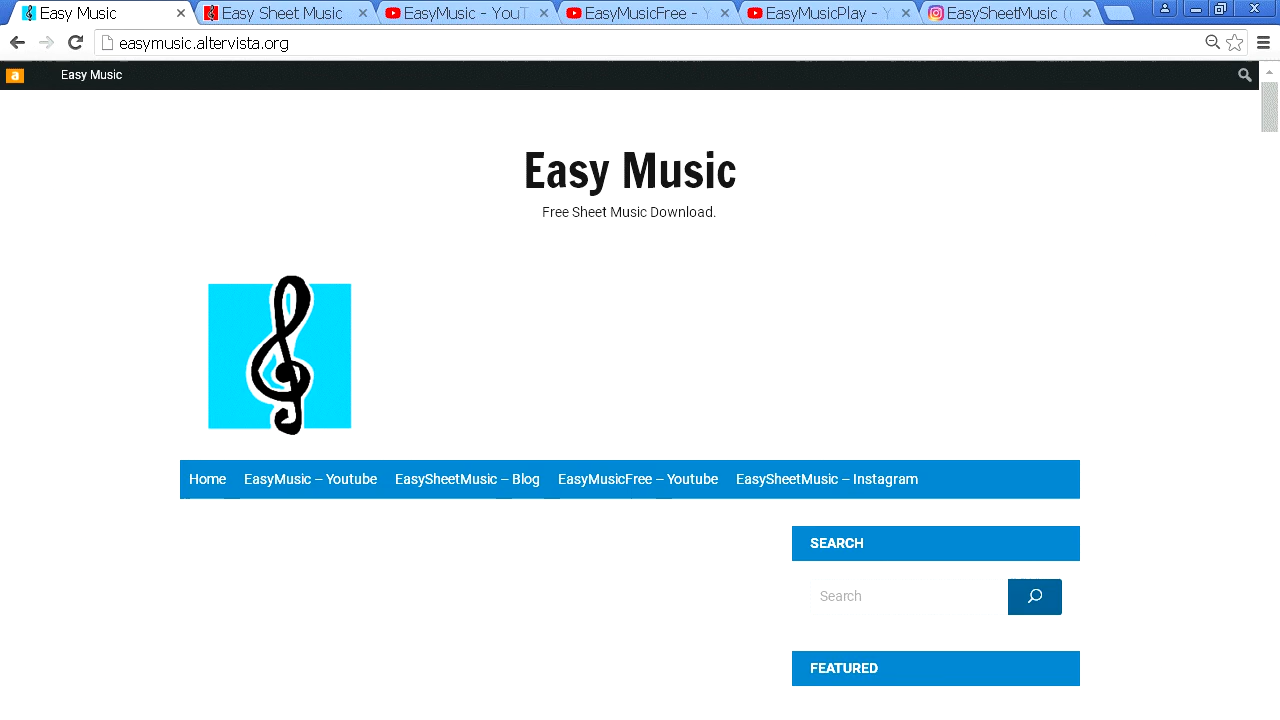 Easy Music
Easy Sheet Music
EasyMusic - YouT
EasyMusicFree - Y
EasyMusicPlay - Y
EasySheetMusic (
easymusic.altervista.org
a
Easy Music
Easy Music
Free Sheet Music Download.
Home EasyMusic – Youtube EasySheetMusic – Blog EasyMusicFree – Youtube EasySheetMusic – Instagram
SEARCH
Search
FEATURED